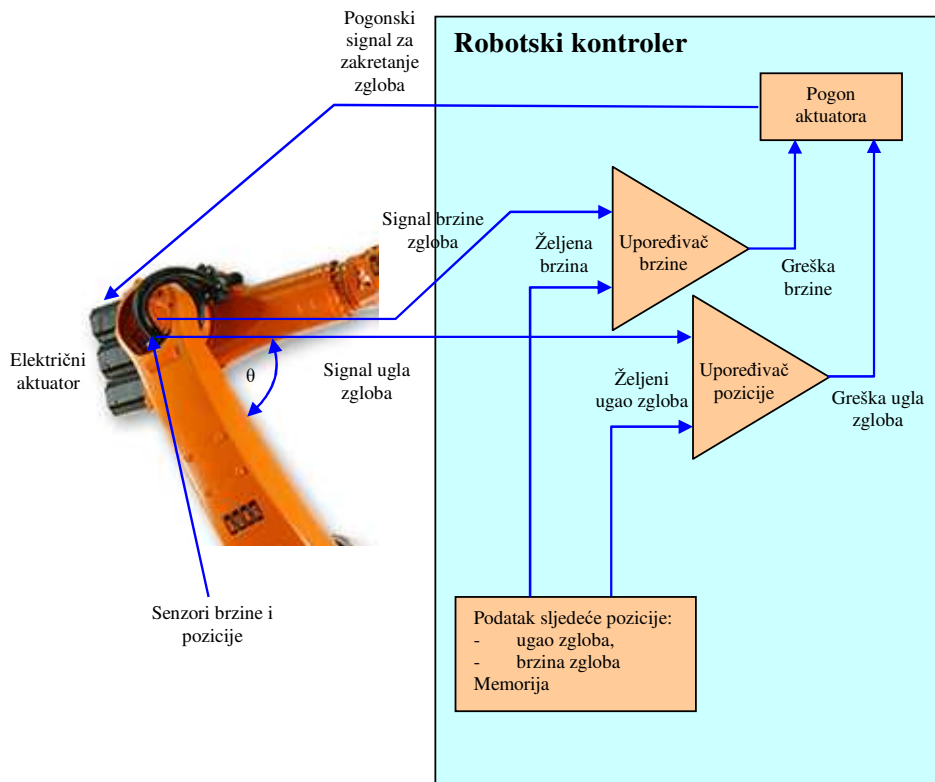 Pogonski
signal za
zakretanje
zgloba
Robotski kontroler
Pogon
aktuatora
Signal brzine
zgloba
Željena
brzina
Upoređivač
brzine
Greška
brzine
Električni
aktuator
θ
Signal ugla
zgloba
Željeni
ugao zgloba
Upoređivač
pozicije
Greška ugla
zgloba
Senzori brzine i
pozicije
Podatak sljedeće pozicije:
- ugao zgloba,
- brzina zgloba
Memorija